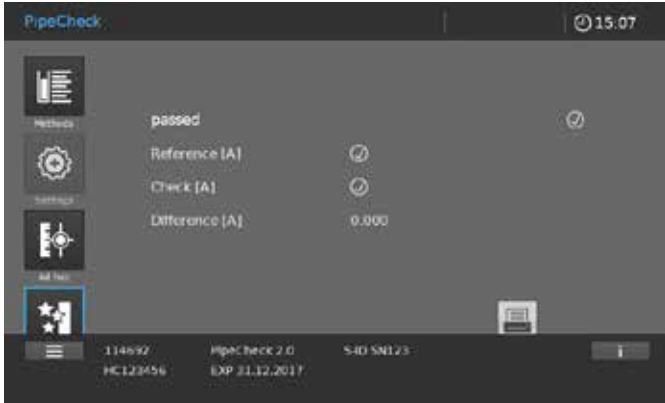 PipeCheck 15.07
Methods
passed
Reference [A]
Settings
Check [A]
Difference [A] 0.000
114692 PipeCheck 2.0 S-ID SN123
HC123456 EXP 31.12.2017
i